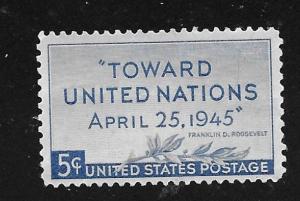 "TOWARD
UNITED NATIONS
APRIL 25, 1945"
FRANKLIN D. ROOSEVELT
5¢ UNITED STATES POSTAGE